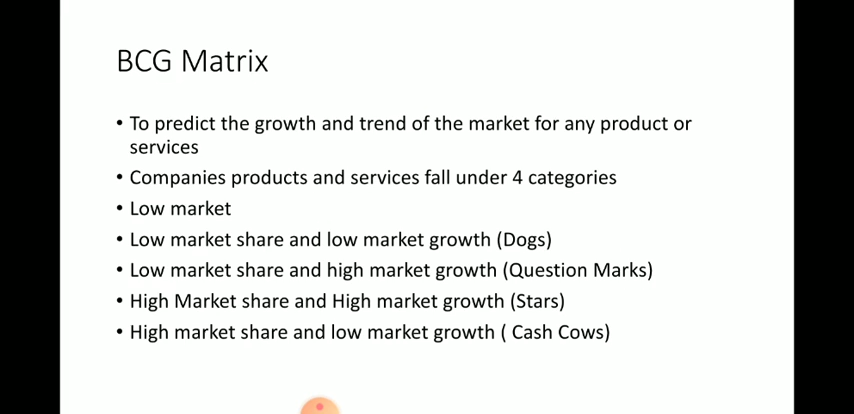 BCG Matrix
• To predict the growth and trend of the market for any product or
services
• Companies products and services fall under 4 categories
• Low market
• Low market share and low market growth (Dogs)
• Low market share and high market growth (Question Marks)
• High Market share and High market growth (Stars)
• High market share and low market growth ( Cash Cows)